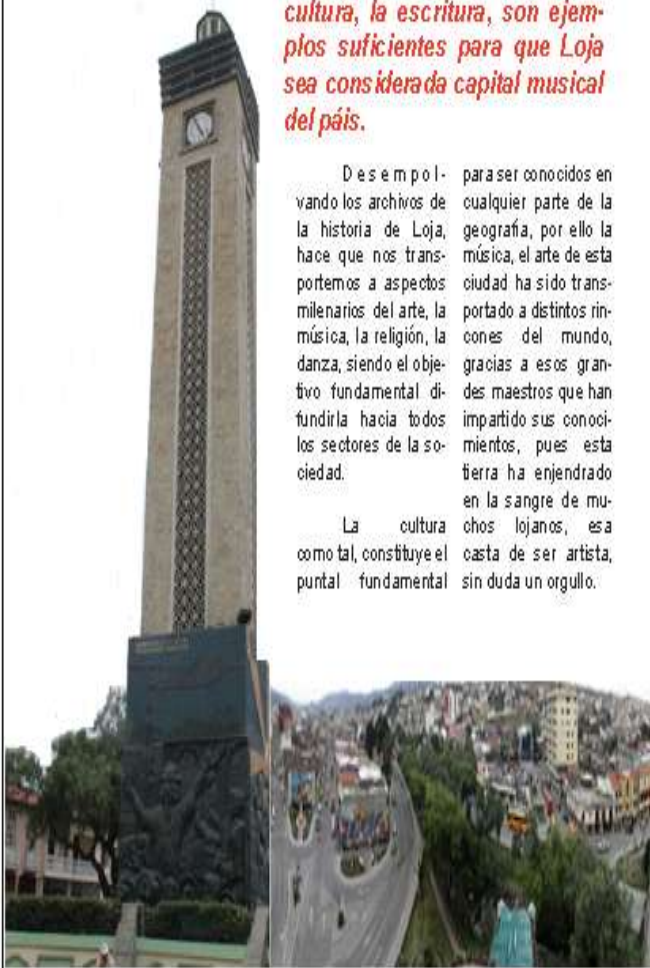 cultura, la escritura, son ejem-
plos suficientes para que Loja
sea considerada capital musical
del páis.
Desempol-
vando los archivos de
la historia de Loja,
hace que nos trans-
portemos a aspectos
milenarios del arte, la
música, la religión, la
danza, siendo el obje-
tivo fundamental di-
fundirla hacia todos
los sectores de la so-
ciedad.
La cultura
como tal, constituye el
puntal fundamental
para ser conocidos en
cualquier parte de la
geografía, por ello la
música, el arte de esta
ciudad ha sido trans-
portado a distintos rin-
cones del mundo,
gracias a esos gran-
des maestros que han
impartido sus conoci-
mientos, pues esta
tierra ha enjendrado
en la sangre de mu-
chos lojanos, esa
casta de ser artista,
sin duda un orgullo.